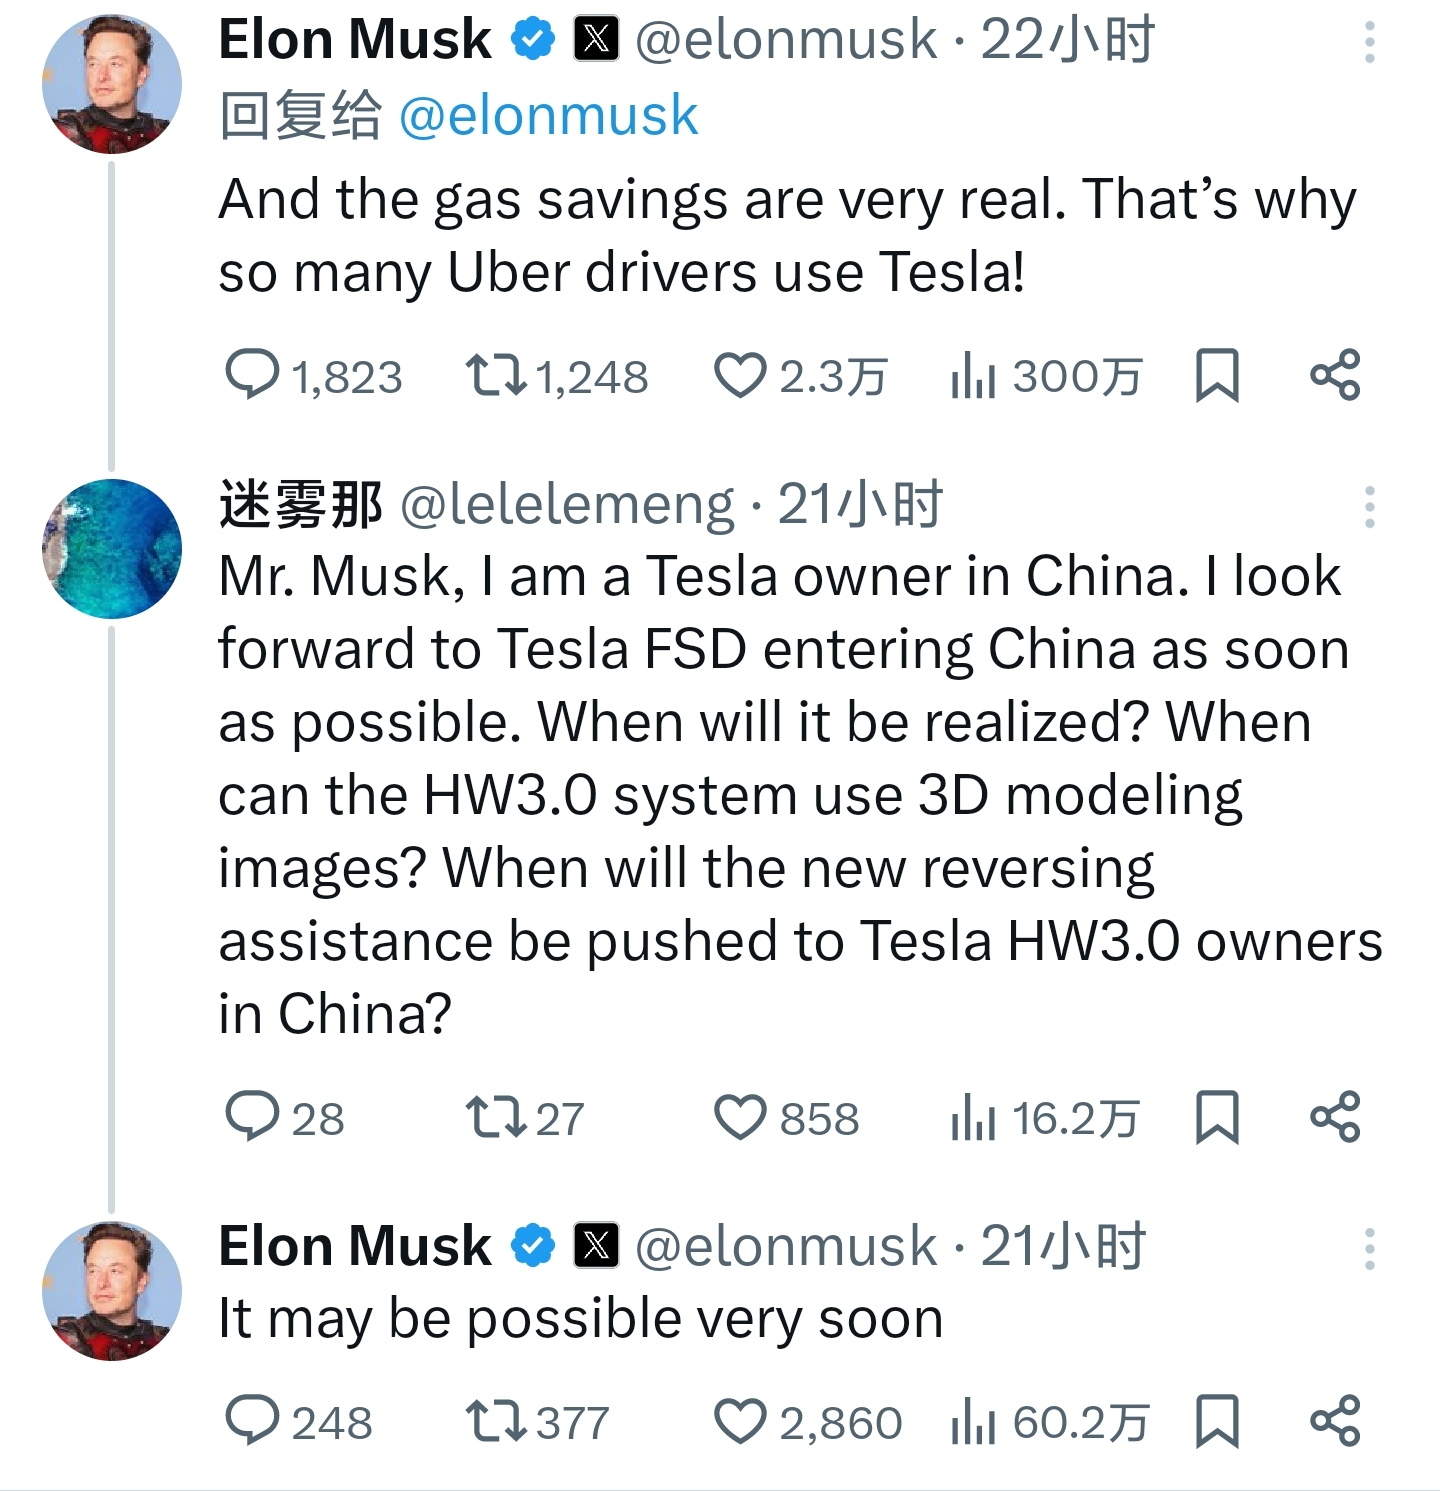 Elon Musk @elonmusk · 22小时
回复给 @elonmusk
And the gas savings are very real. That’s why
so many Uber drivers use Tesla!
1,823 1,248 2.3万 300万
迷雾那 @lelelemeng · 21小时
Mr. Musk, I am a Tesla owner in China. I look
forward to Tesla FSD entering China as soon
as possible. When will it be realized? When
can the HW3.0 system use 3D modeling
images? When will the new reversing
assistance be pushed to Tesla HW3.0 owners
in China?
28 27 858 16.2万
Elon Musk @elonmusk · 21小时
It may be possible very soon
248 377 2,860 60.2万